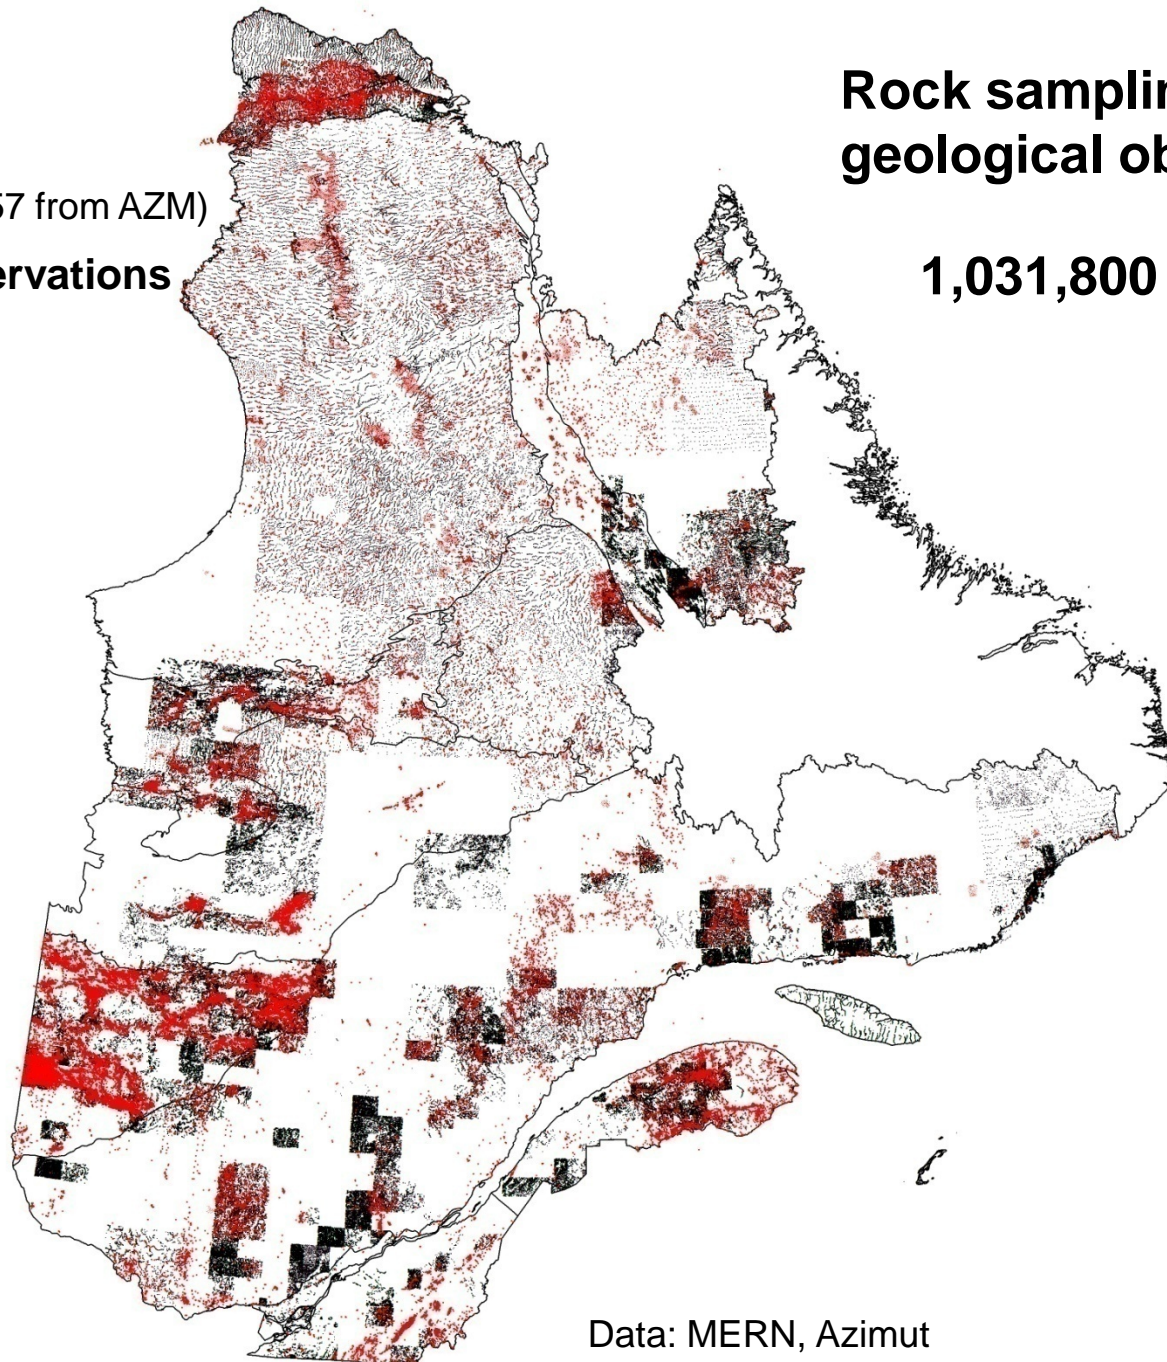 Rock samplin
geological ob
57 from AZM)
ervations
1,031,800
Data: MERN, Azimut